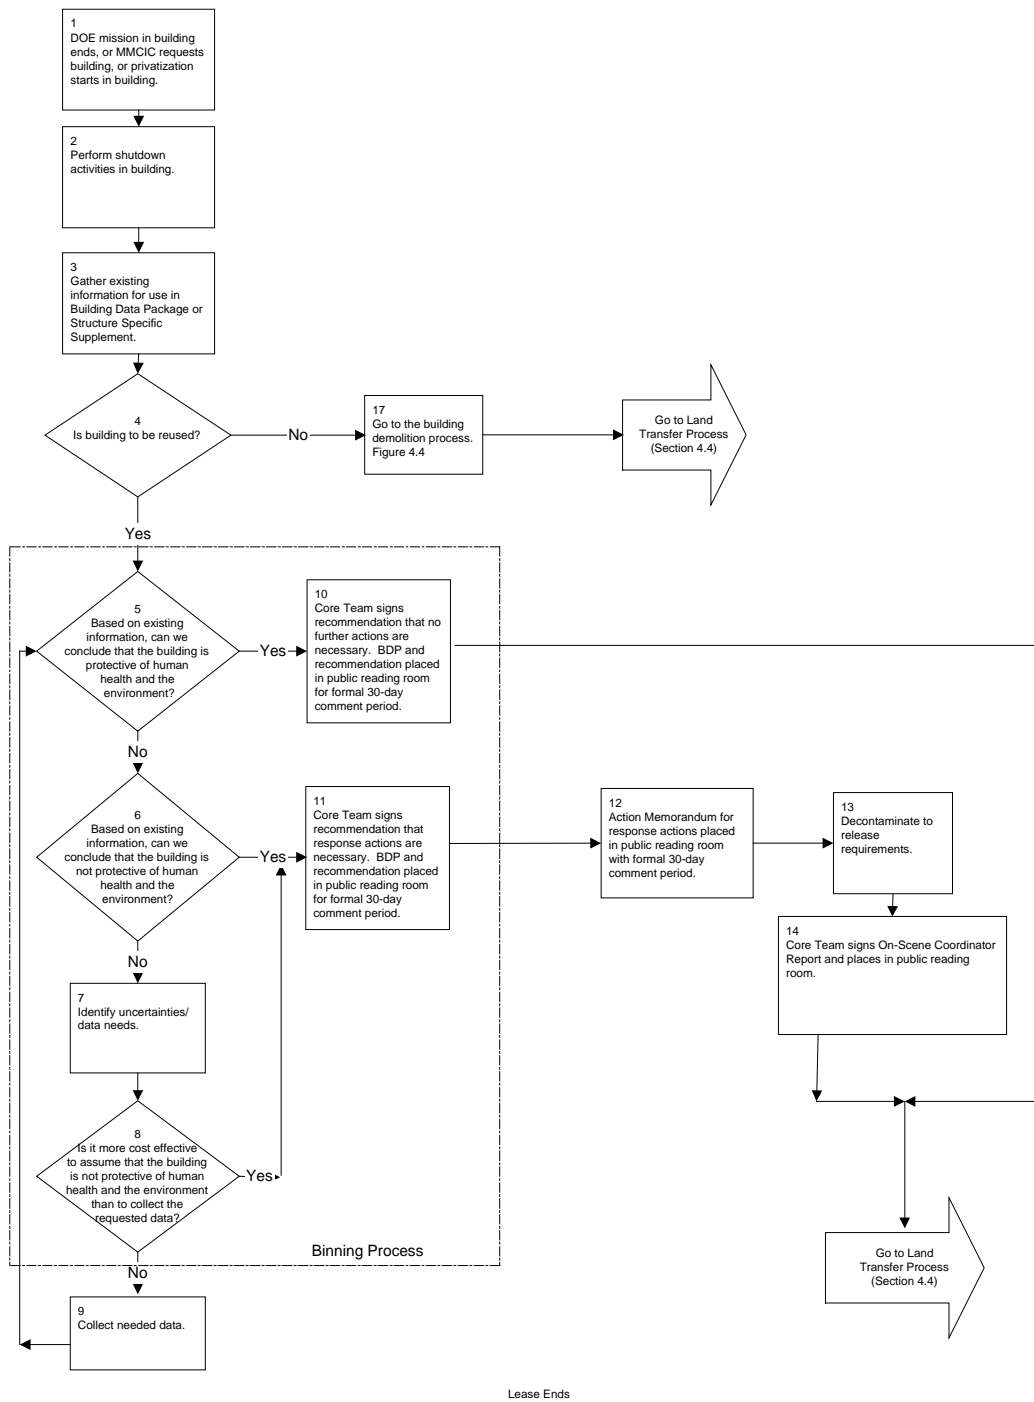 1
DOE mission in building
ends, or MMCIC requests
building, or privatization
starts in building.
2
Perform shutdown
activities in building.
3
Gather existing
information for use in
Building Data Package or
Structure Specific
Supplement.
4
Is building to be reused?
No
17
Go to the building
demolition process.
Figure 4.4
Go to Land
Transfer Process
(Section 4.4)
Yes
5
Based on existing
information, can we
conclude that the building is
protective of human
health and the
environment?
Yes
10
Core Team signs
recommendation that no
further actions are
necessary.  BDP and
recommendation placed
in public reading room
for formal 30-day
comment period.
No
6
Based on existing
information, can we
conclude that the building is
not protective of human
health and the
environment?
Yes
11
Core Team signs
recommendation that
response actions are
necessary.  BDP and
recommendation placed
in public reading room
for formal 30-day
comment period.
12
Action Memorandum for
response actions placed
in public reading room
with formal 30-day
comment period.
13
Decontaminate to
release
requirements.
14
Core Team signs On-Scene Coordinator
Report and places in public reading
room.
No
7
Identify uncertainties/
data needs.
8
Is it more cost effective
to assume that the building
is not protective of human
health and the environment
than to collect the
requested data?
Yes
Binning Process
No
9
Collect needed data.
Go to Land
Transfer Process
(Section 4.4)
Lease Ends